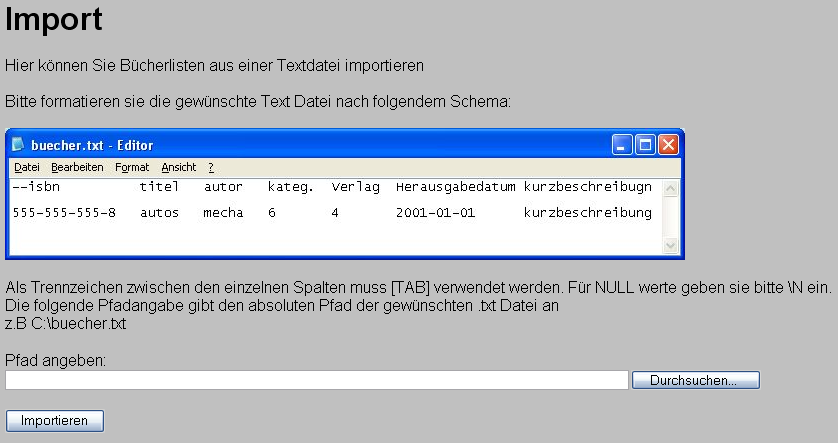 Import
Hier können Sie Bücherlisten aus einer Textdatei importieren
Bitte formatieren sie die gewünschte Text Datei nach folgendem Schema:
buecher.txt - Editor
Datei Bearbeiten Format Ansicht ?
--isbn titel autor kateg. Verlag Herausgabedatum kurzbeschreibugn
555-555-555-8 autos mecha 6 4 2001-01-01 kurzbeschreibung
Als Trennzeichen zwischen den einzelnen Spalten muss [TAB] verwendet werden. Für NULL werte geben sie bitte \N ein.
Die folgende Pfadangabe gibt den absoluten Pfad der gewünschten .txt Datei an
z.B C:\buecher.txt
Pfad angeben:
Durchsuchen...
Importieren